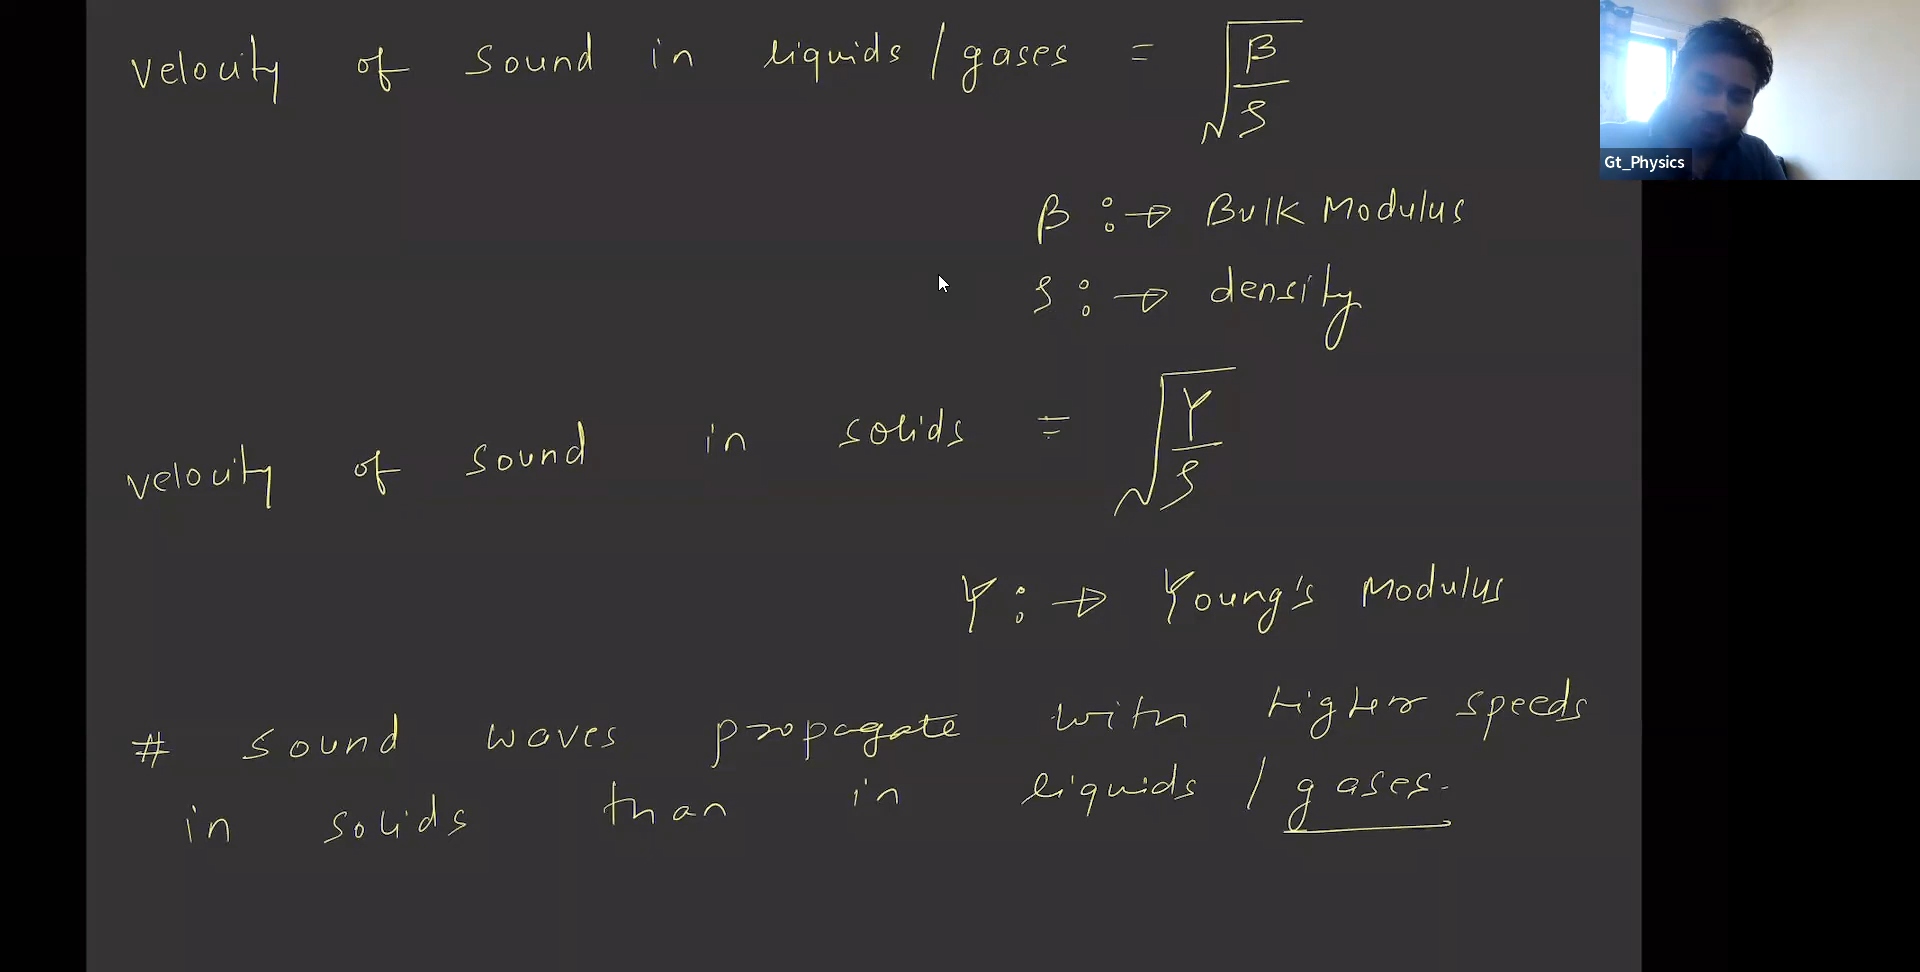 velocity of sound in liquids / gases = √(β/ρ)
Gt_Physics
β :→ Bulk Modulus
ρ :→ density
velocity of sound in solids = √(Y/ρ)
Y :→ Young's Modulus
# sound waves propagate with higher speeds
in solids than in liquids / gases.